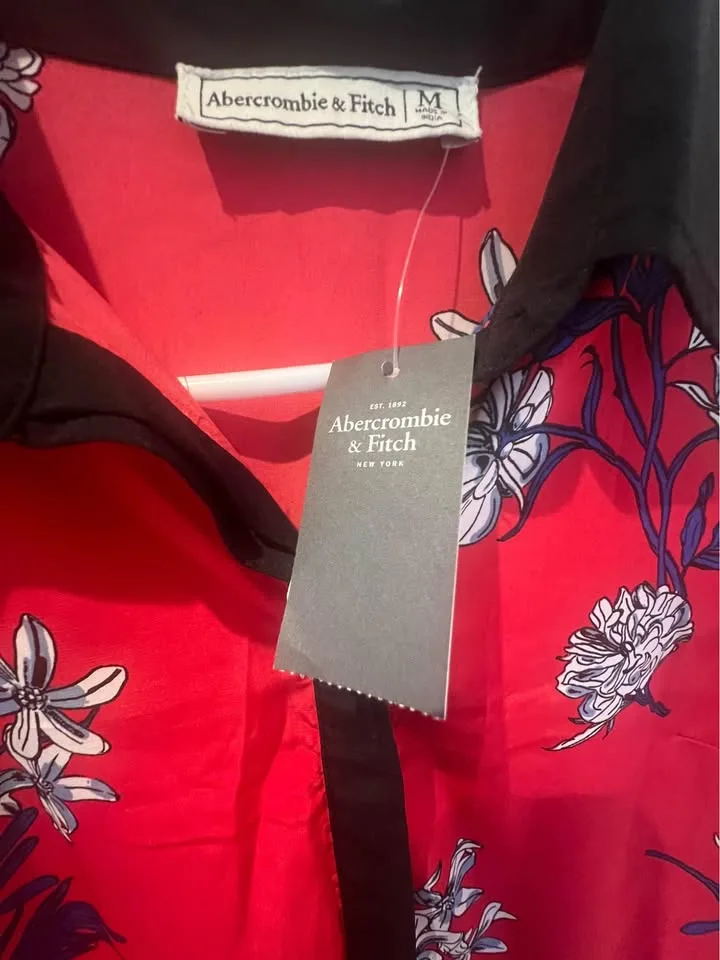 Abercrombie & Fitch M
MADE IN
INDIA
EST. 1892
Abercrombie
& Fitch
NEW YORK